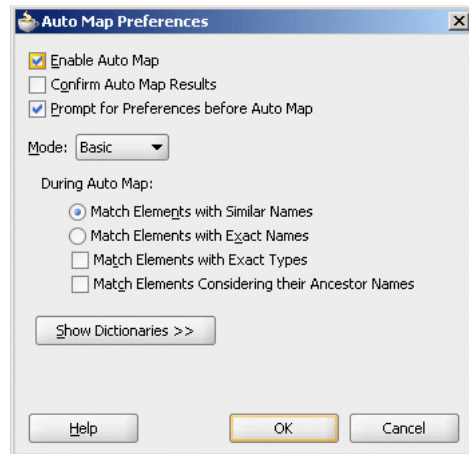 Auto Map Preferences
Enable Auto Map
Confirm Auto Map Results
Prompt for Preferences before Auto Map
Mode: Basic
During Auto Map:
Match Elements with Similar Names
Match Elements with Exact Names
Match Elements with Exact Types
Match Elements Considering their Ancestor Names
Show Dictionaries >>
Help OK Cancel